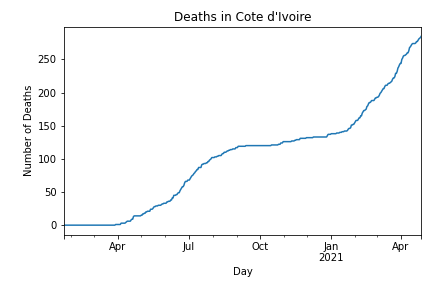 Deaths in Cote d'Ivoire
Number of Deaths
250
200
150
100
50
0
Apr
Jul
Oct
Jan
2021
Apr
Day